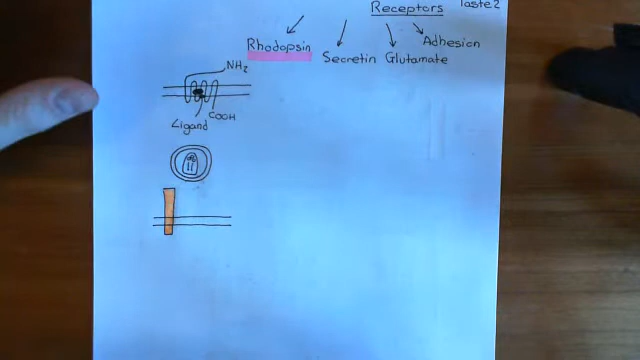 Receptors
Taste2
Rhodopsin
Secretin
Glutamate
Adhesion
NH2
COOH
Ligand